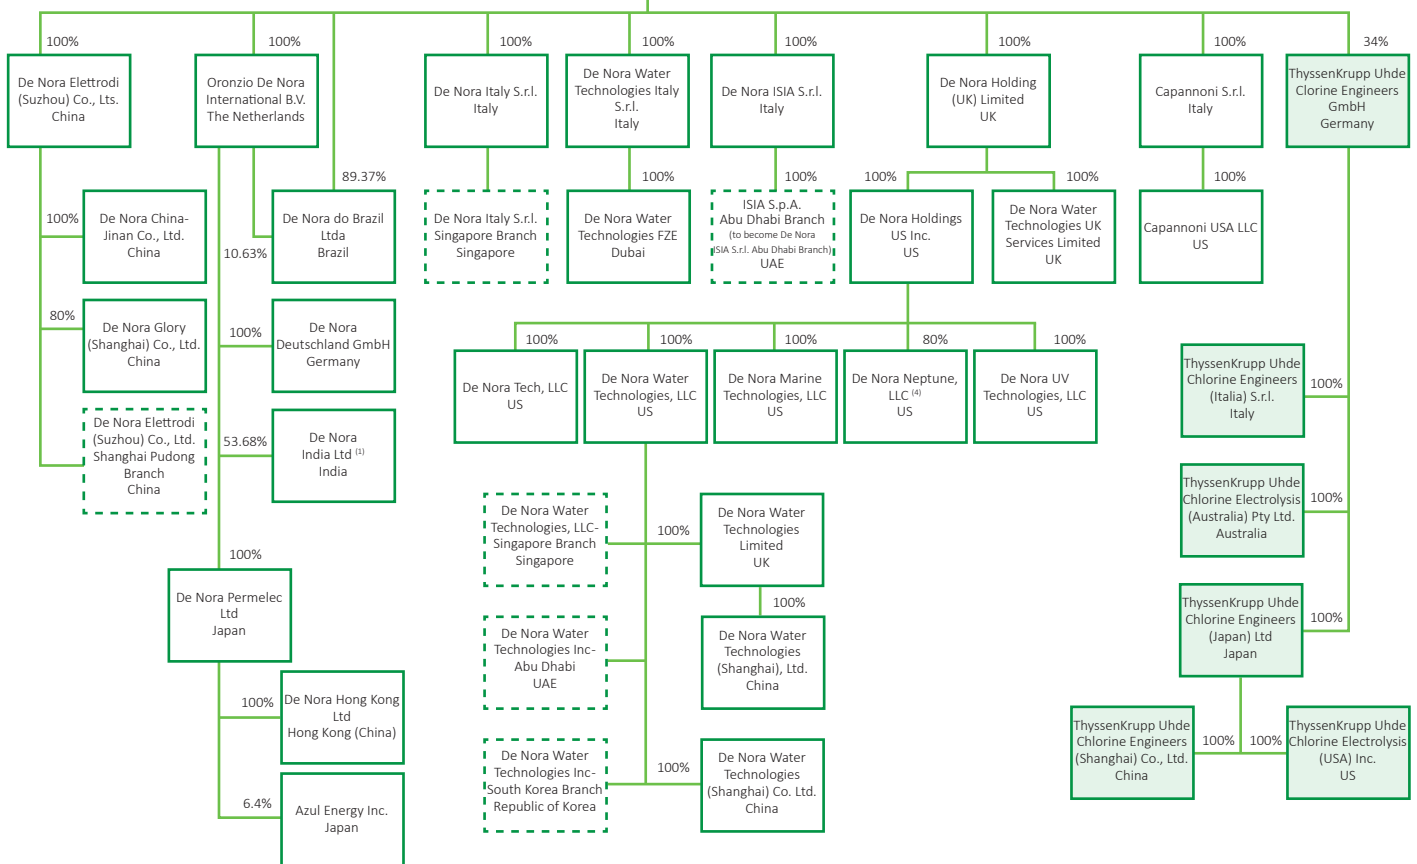 100%
100%
100%
100%
100%
100%
100%
34%
De Nora Elettrodi
(Suzhou) Co., Lts.
China
Oronzio De Nora
International B.V.
The Netherlands
De Nora Italy S.r.l.
Italy
De Nora Water
Technologies Italy
S.r.l.
Italy
De Nora ISIA S.r.l.
Italy
De Nora Holding
(UK) Limited
UK
Capannoni S.r.l.
Italy
ThyssenKrupp Uhde
Clorine Engineers
GmbH
Germany
89.37%
100%
100%
100%
100%
100%
100%
100%
De Nora China-
Jinan Co., Ltd.
China
10.63%
De Nora do Brazil
Ltda
Brazil
De Nora Italy S.r.l.
Singapore Branch
Singapore
De Nora Water
Technologies FZE
Dubai
ISIA S.p.A.
Abu Dhabi Branch
(to become De Nora
ISIA S.r.l. Abu Dhabi Branch)
UAE
De Nora Holdings
US Inc.
US
De Nora Water
Technologies UK
Services Limited
UK
Capannoni USA LLC
US
80%
De Nora Glory
(Shanghai) Co., Ltd.
China
100%
De Nora
Deutschland GmbH
Germany
100%
100%
100%
80%
100%
De Nora Tech, LLC
US
De Nora Water
Technologies, LLC
US
De Nora Marine
Technologies, LLC
US
De Nora Neptune,
LLC (4)
US
De Nora UV
Technologies, LLC
US
ThyssenKrupp Uhde
Chlorine Engineers
(Italia) S.r.l.
Italy
100%
De Nora Elettrodi
(Suzhou) Co., Ltd.
Shanghai Pudong
Branch
China
53.68%
De Nora
India Ltd (1)
India
De Nora Water
Technologies, LLC-
Singapore Branch
Singapore
100%
De Nora Water
Technologies
Limited
UK
ThyssenKrupp Uhde
Chlorine Electrolysis
(Australia) Pty Ltd.
Australia
100%
100%
De Nora Permelec
Ltd
Japan
100%
De Nora Water
Technologies Inc-
Abu Dhabi
UAE
De Nora Water
Technologies
(Shanghai), Ltd.
China
ThyssenKrupp Uhde
Chlorine Engineers
(Japan) Ltd
Japan
100%
100%
De Nora Hong Kong
Ltd
Hong Kong (China)
De Nora Water
Technologies Inc-
South Korea Branch
Republic of Korea
100%
De Nora Water
Technologies
(Shanghai) Co. Ltd.
China
ThyssenKrupp Uhde
Chlorine Engineers
(Shanghai) Co., Ltd.
China
100%
100%
ThyssenKrupp Uhde
Chlorine Electrolysis
(USA) Inc.
US
6.4%
Azul Energy Inc.
Japan